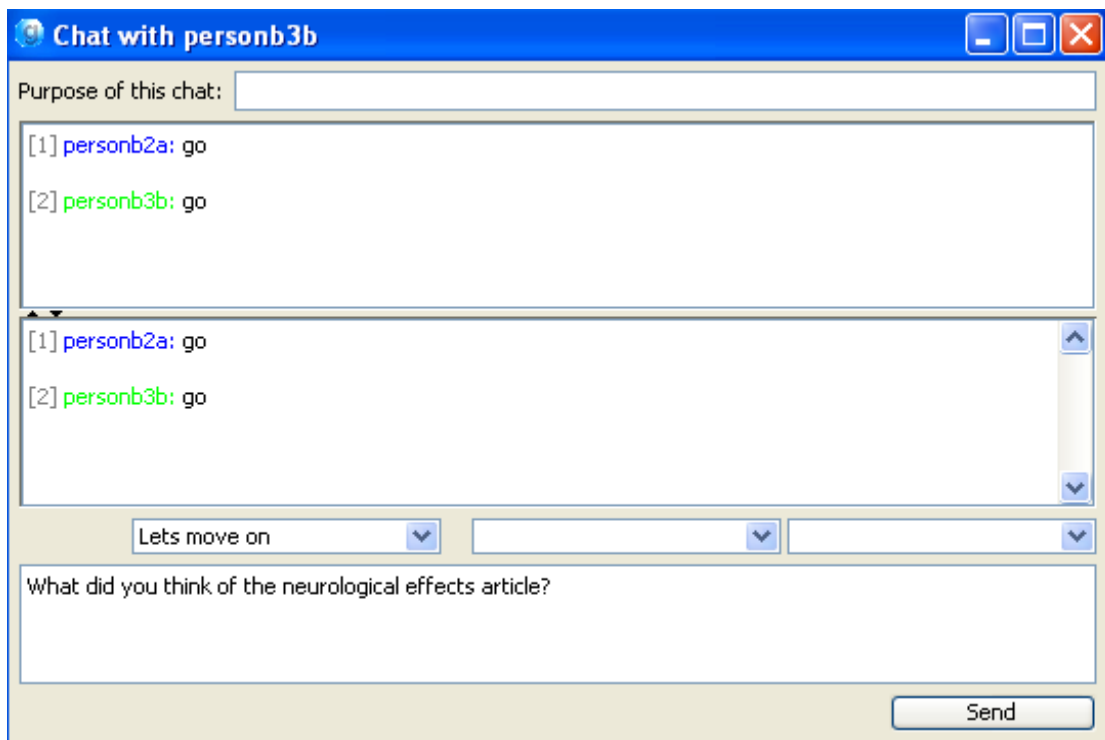 Chat with personb3b
Purpose of this chat:
[1] personb2a: go
[2] personb3b: go
[1] personb2a: go
[2] personb3b: go
Lets move on
What did you think of the neurological effects article?
Send